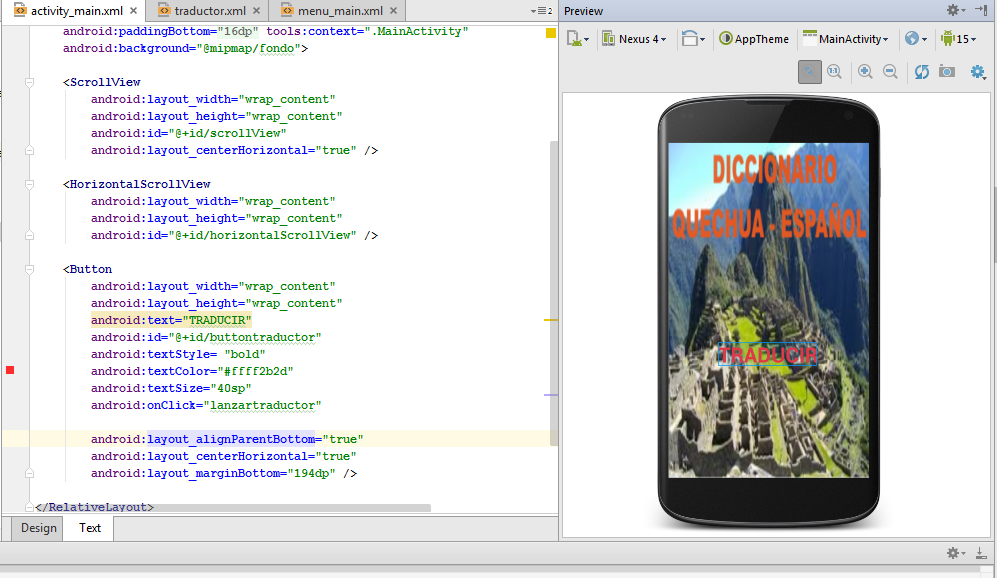 activity_main.xml × traductor.xml × menu_main.xml × 2
Preview
android:paddingBottom="16dp" tools:context=".MainActivity"
android:background="@mipmap/fondo">
<ScrollView
android:layout_width="wrap_content"
android:layout_height="wrap_content"
android:id="@+id/scrollView"
android:layout_centerHorizontal="true" />
<HorizontalScrollView
android:layout_width="wrap_content"
android:layout_height="wrap_content"
android:id="@+id/horizontalScrollView" />
<Button
android:layout_width="wrap_content"
android:layout_height="wrap_content"
android:text="TRADUCIR"
android:id="@+id/buttontraductor"
android:textStyle= "bold"
android:textColor="#ffff2b2d"
android:textSize="40sp"
android:onClick="lanzartraductor"
android:layout_alignParentBottom="true"
android:layout_centerHorizontal="true"
android:layout_marginBottom="194dp" />
</RelativeLayout>
Design Text
Nexus 4 AppTheme MainActivity 15
1:1
DICCIONARIO
QUECHUA - ESPAÑOL
TRADUCIR